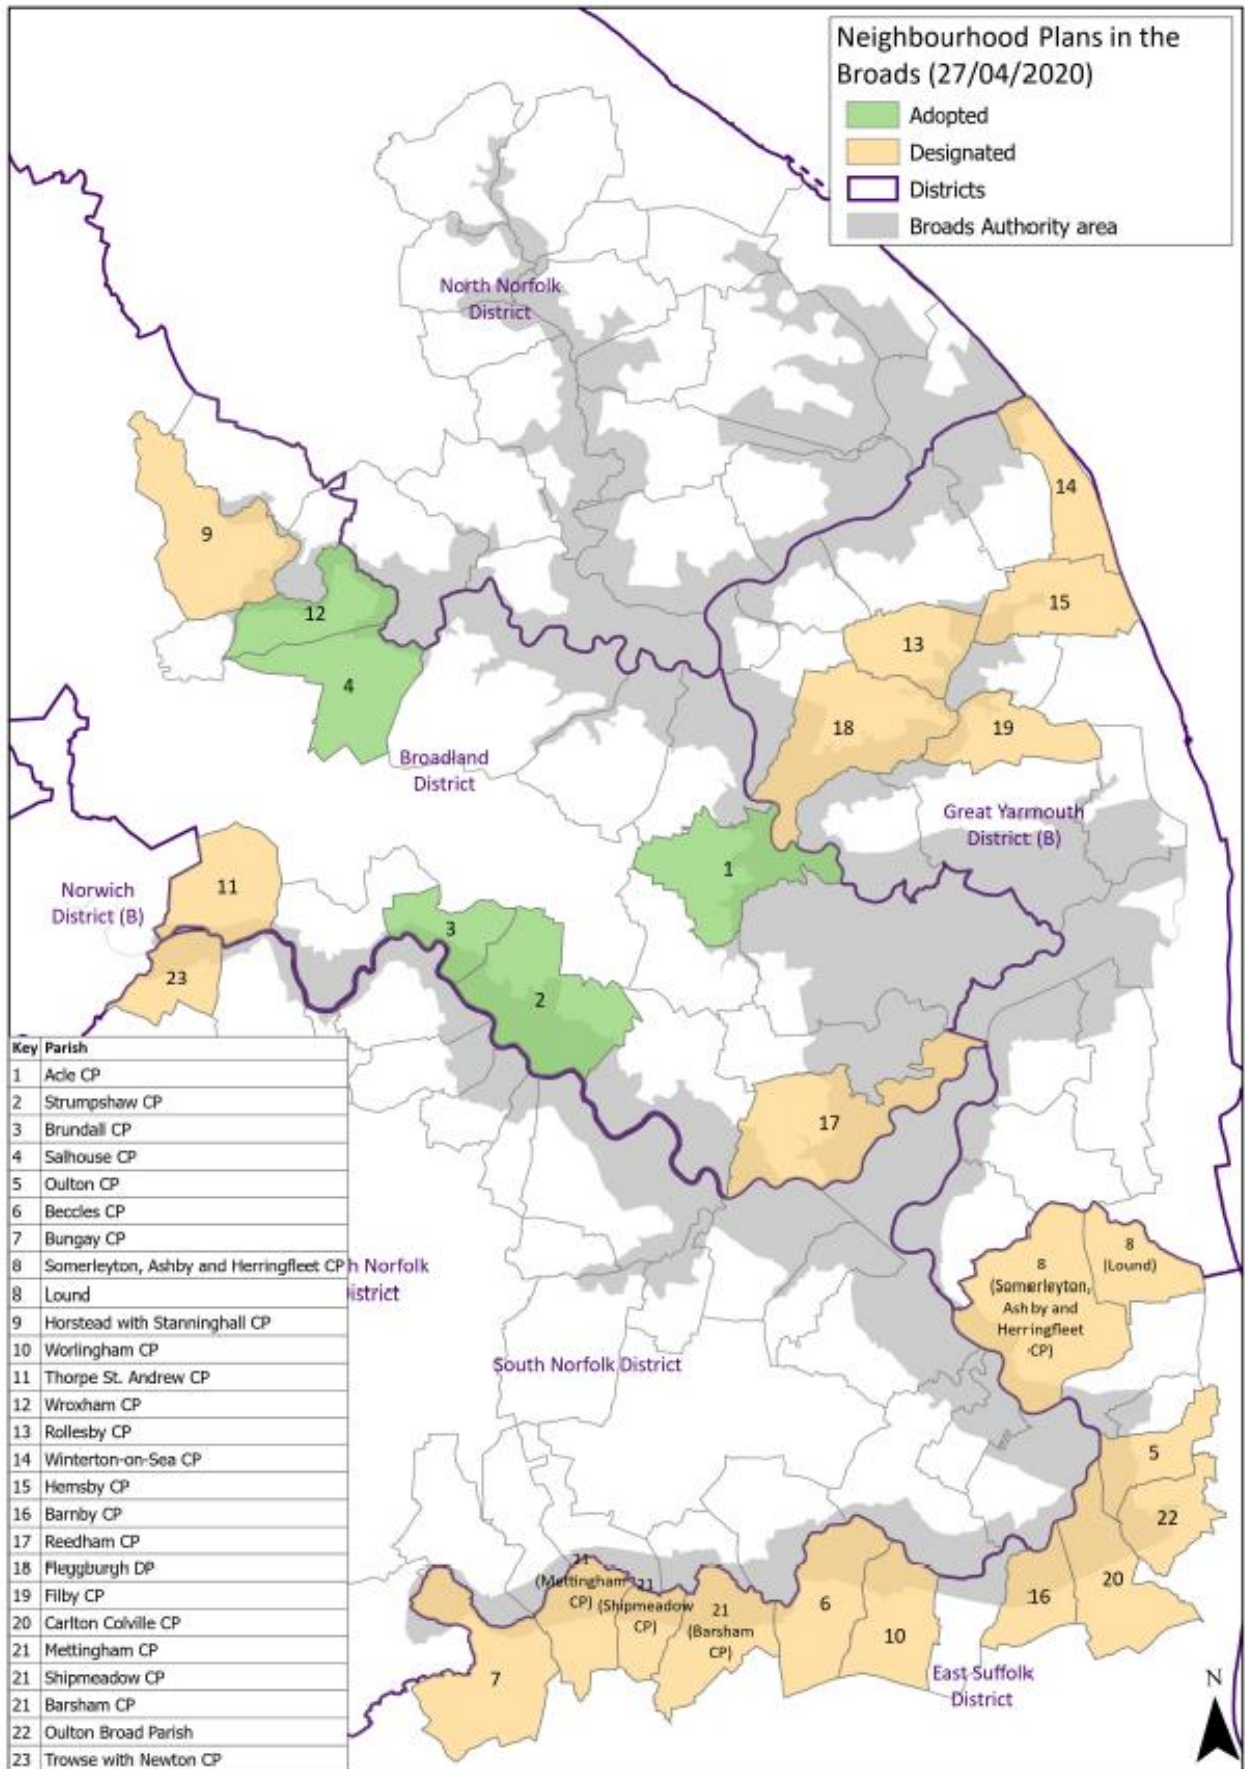 Neighbourhood Plans in the
Broads (27/04/2020)
Adopted
Designated
Districts
Broads Authority area
North Norfolk
District
14
9
15
12
13
4
18
19
Broadland
District
Great Yarmouth
District (B)
1
11
Norwich
District (B)
3
23
2
17
Key Parish
1 Acle CP
2 Strumpshaw CP
3 Brundall CP
4 Salhouse CP
5 Oulton CP
6 Beccles CP
7 Bungay CP
8 Somerleyton, Ashby and Herringfleet CP
8 Lound
9 Horstead with Stanninghall CP
10 Worlingham CP
11 Thorpe St. Andrew CP
12 Wroxham CP
13 Rollesby CP
14 Winterton-on-Sea CP
15 Hemsby CP
16 Barnby CP
17 Reedham CP
18 Fleggburgh DP
19 Filby CP
20 Carlton Colville CP
21 Mettingham CP
21 Shipmeadow CP
21 Barsham CP
22 Oulton Broad Parish
23 Trowse with Newton CP
h Norfolk
istrict
8
(Lound)
8
(Somerleyton,
Ashby and
Herringfleet
CP)
South Norfolk District
5
22
21
(Mettingham
CP)
21
(Shipmeadow
CP)
21
(Barsham
CP)
6
16
20
10
7
East Suffolk
District
N